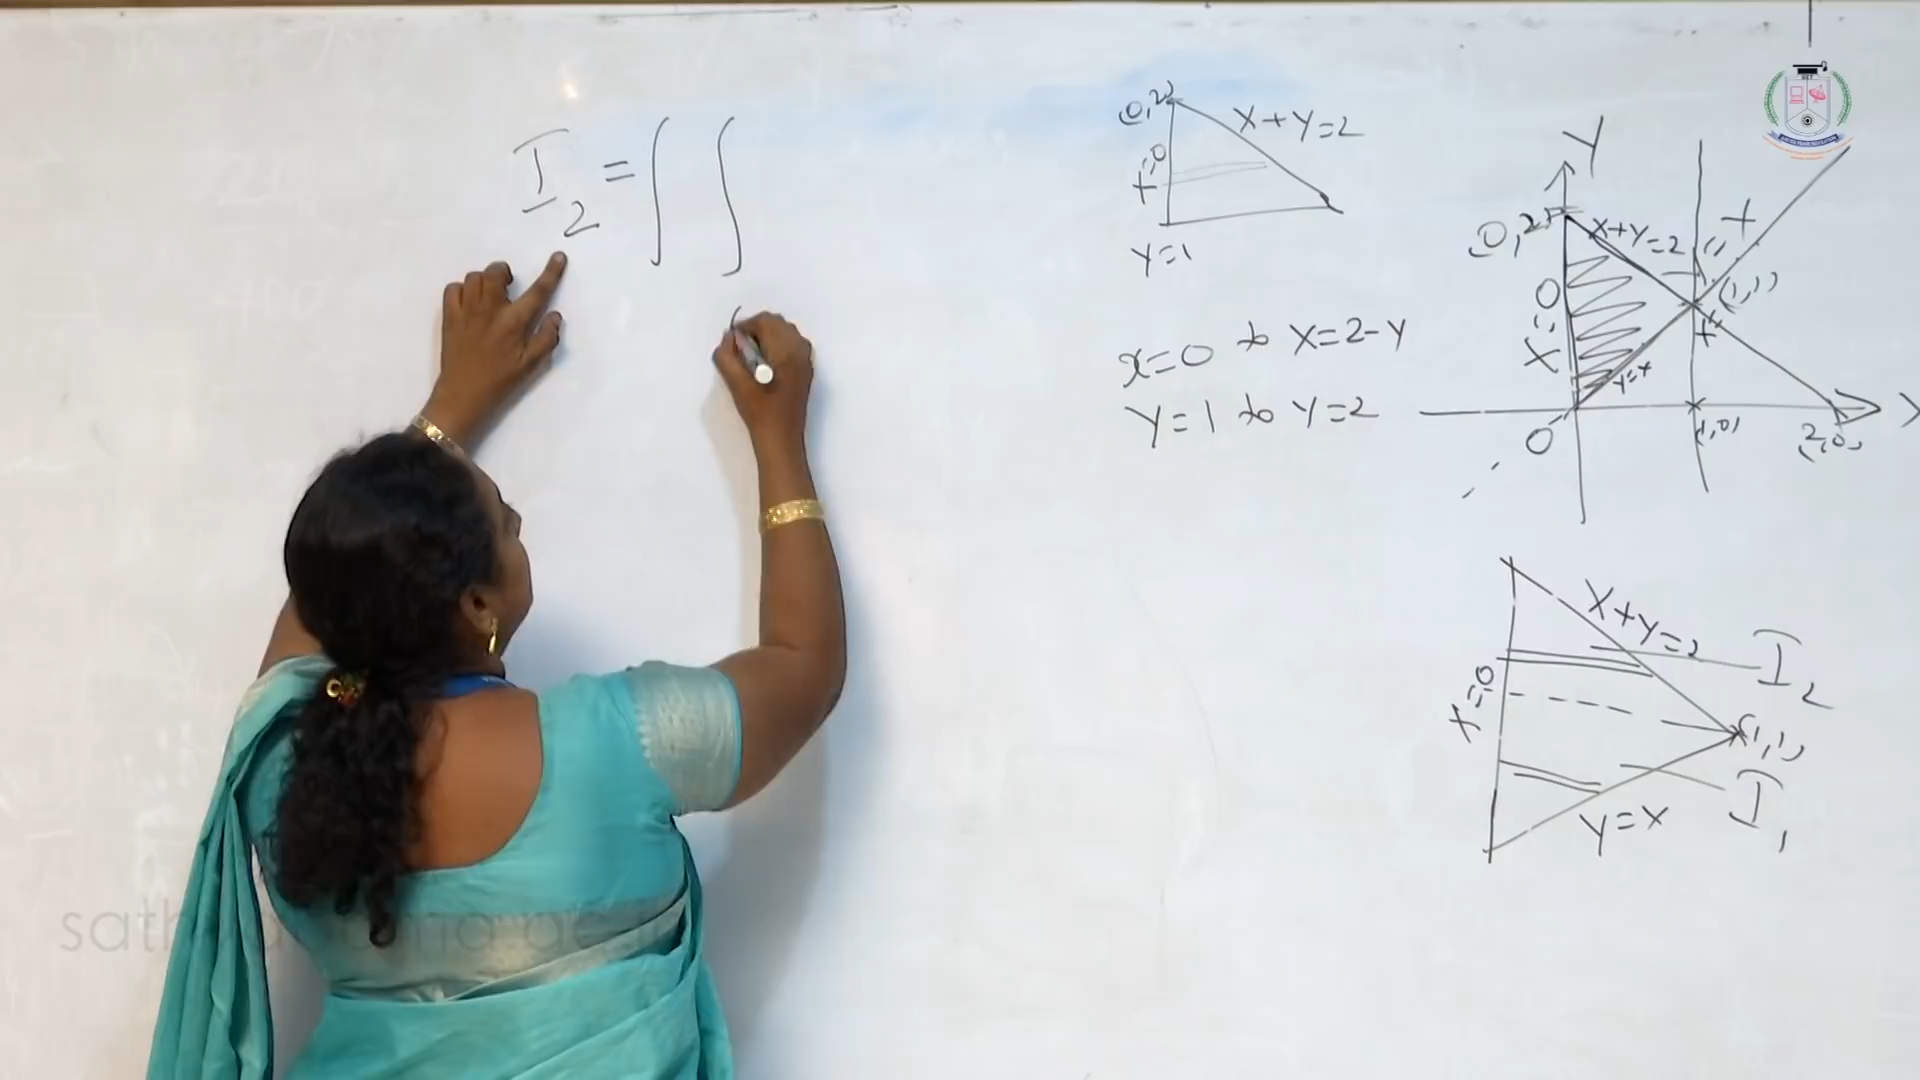 I₂ = ∫ ∫
(0,2)
X+Y=2
X=0
Y=1
x=0 to X=2-Y
Y=1 to Y=2
Y
(0,2)
X+Y=2
(1,1)
X=0
y=x
O
(1,0)
(2,0)
X
X+Y=2
I₂
X=0
(1,1)
I₁
Y=X